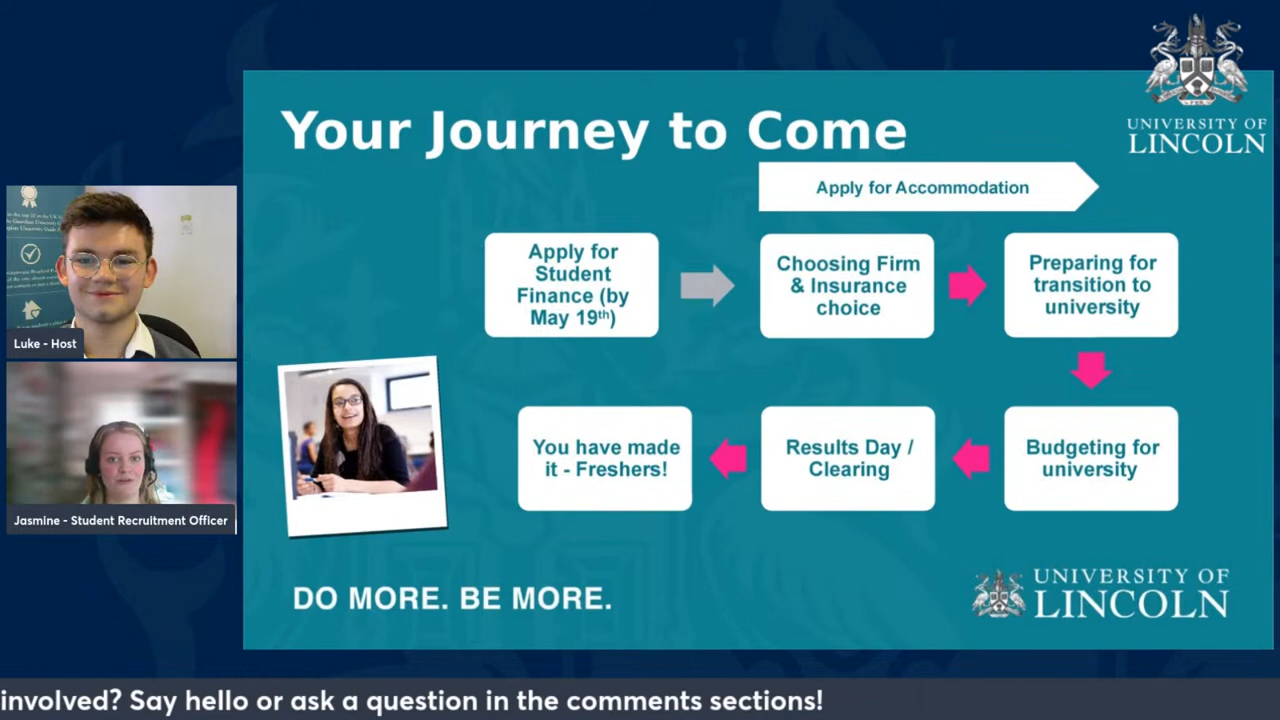 UNIVERSITY OF
LINCOLN
Your Journey to Come
Apply for Accommodation
Apply for
Student
Finance (by
May 19th)
Choosing Firm
& Insurance
choice
Preparing for
transition to
university
You have made
it - Freshers!
Results Day /
Clearing
Budgeting for
university
Luke - Host
Jasmine - Student Recruitment Officer
DO MORE. BE MORE.
UNIVERSITY OF
LINCOLN
involved? Say hello or ask a question in the comments sections!